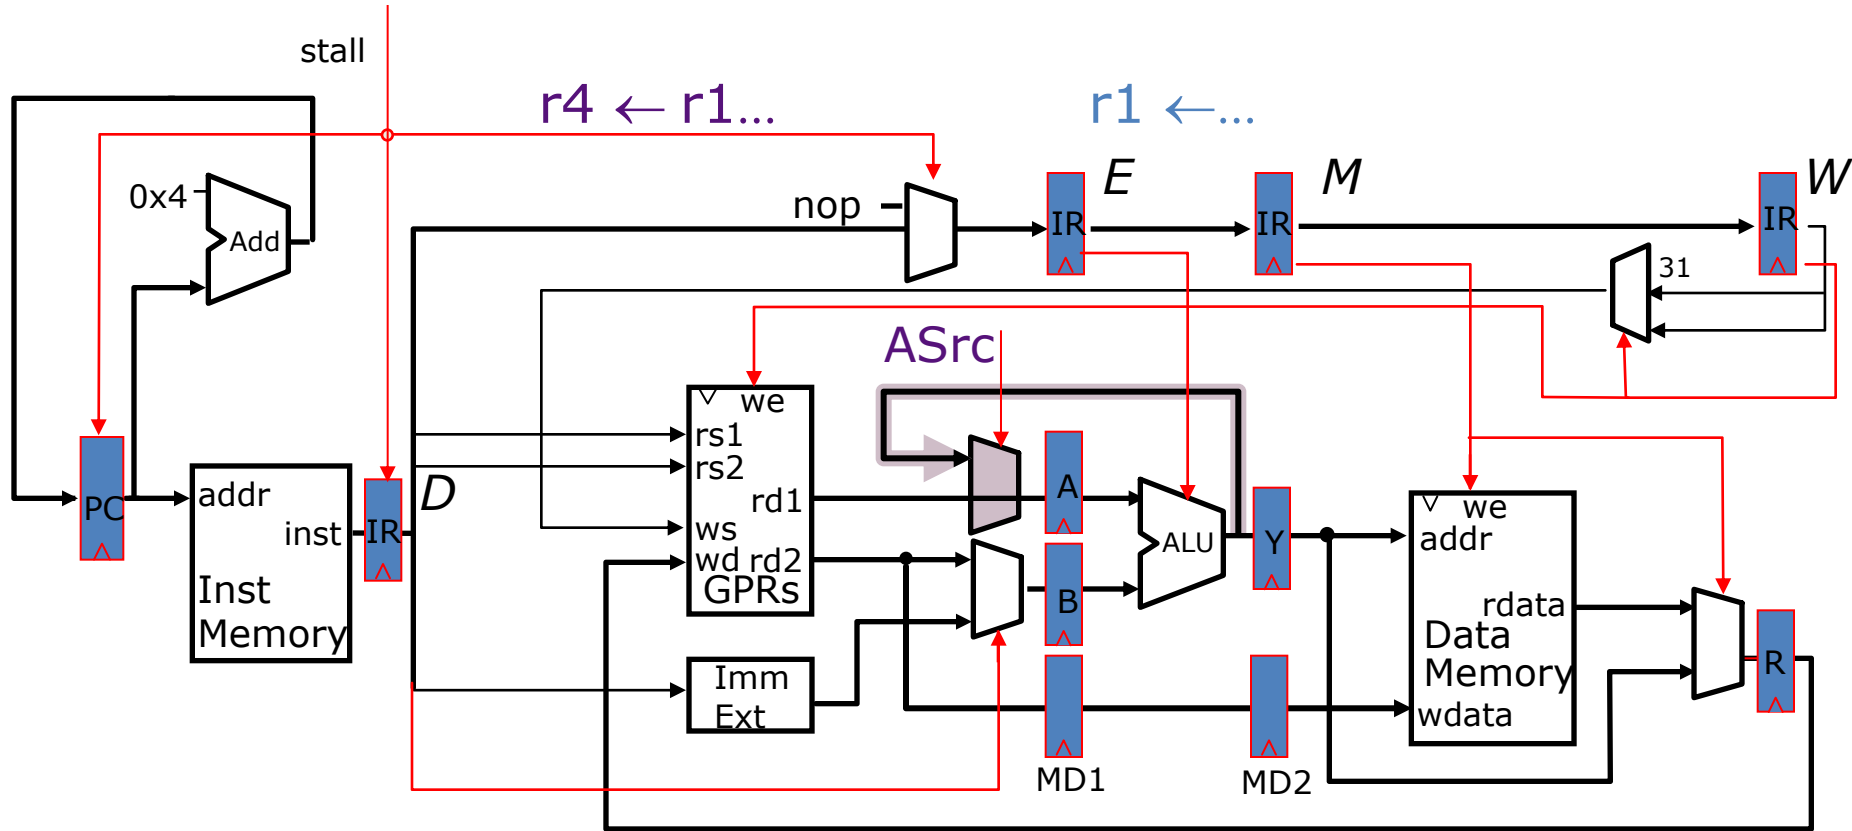 stall
r4 ← r1...
r1 ←...
E
M
W
0x4
Add
nop
IR
IR
IR
31
ASrc
we
rs1
rs2
rd1
ws
wd rd2
GPRs
D
PC
addr
inst
Inst
Memory
IR
A
B
ALU
Y
we
addr
rdata
Data
Memory
wdata
R
Imm
Ext
MD1
MD2